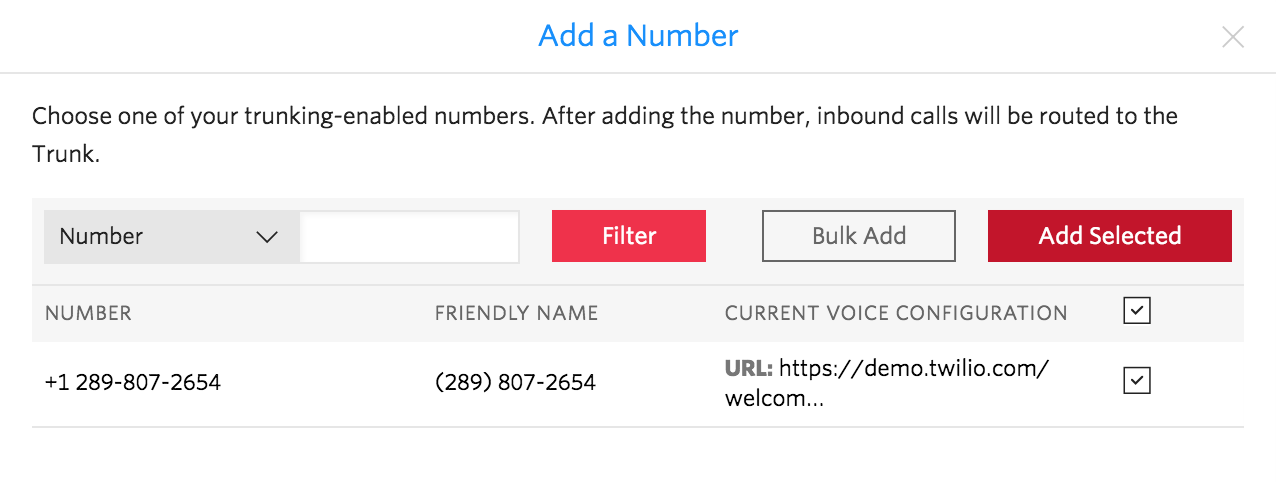 Add a Number
Choose one of your trunking-enabled numbers. After adding the number, inbound calls will be routed to the
Trunk.
Number
Filter
Bulk Add
Add Selected
NUMBER
FRIENDLY NAME
CURRENT VOICE CONFIGURATION
+1 289-807-2654
(289) 807-2654
URL: https://demo.twilio.com/
welcom...